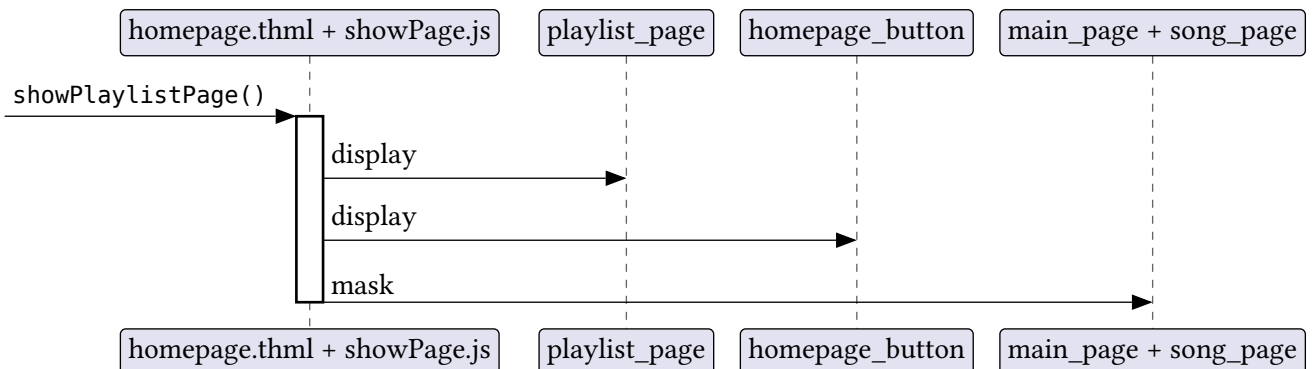 homepage.thml + showPage.js playlist_page homepage_button main_page + song_page
showPlaylistPage()
display
display
mask
homepage.thml + showPage.js playlist_page homepage_button main_page + song_page